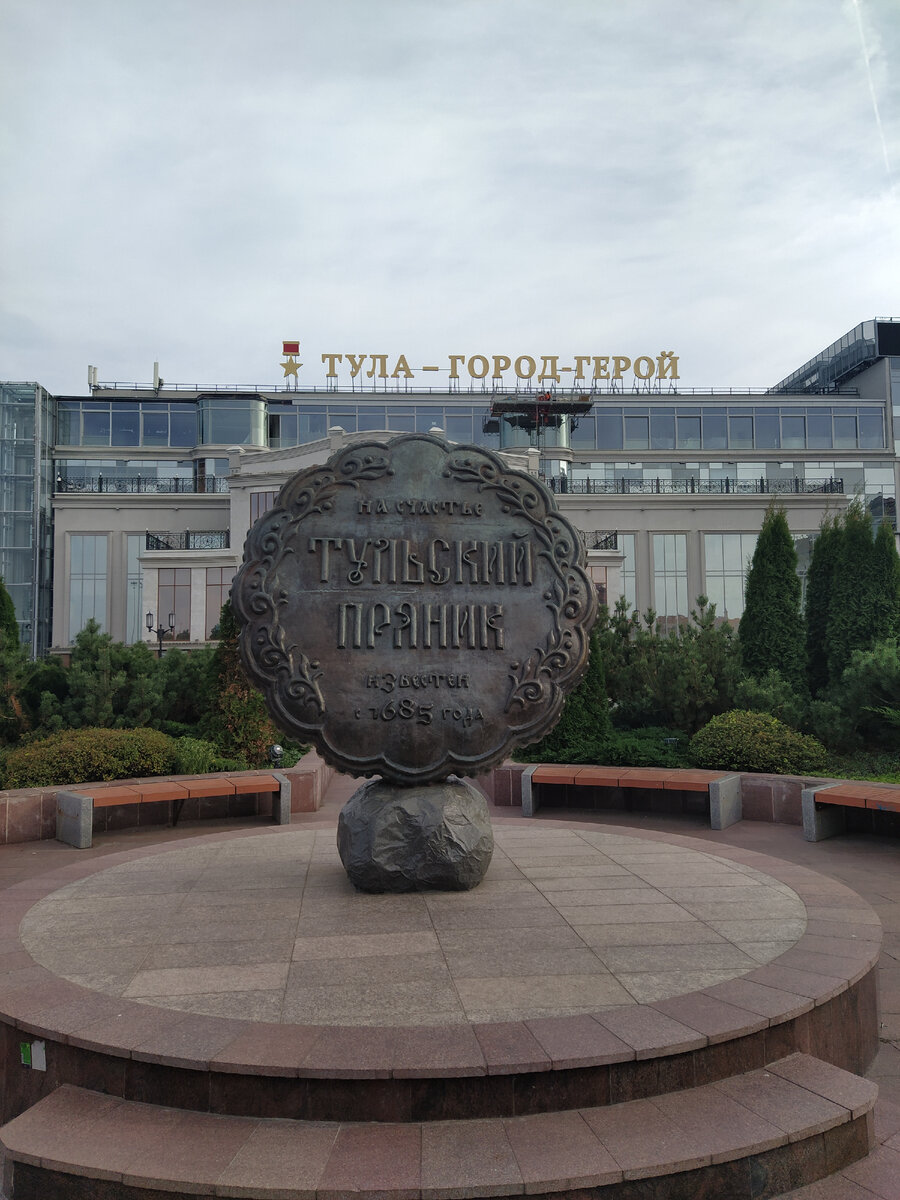 ТУЛА – ГОРОД-ГЕРОЙ
НА СЧАСТЬЕ
ТУЛЬСКИЙ
ПРЯНИК
ИЗВЕСТЕН
С 1685 ГОДА